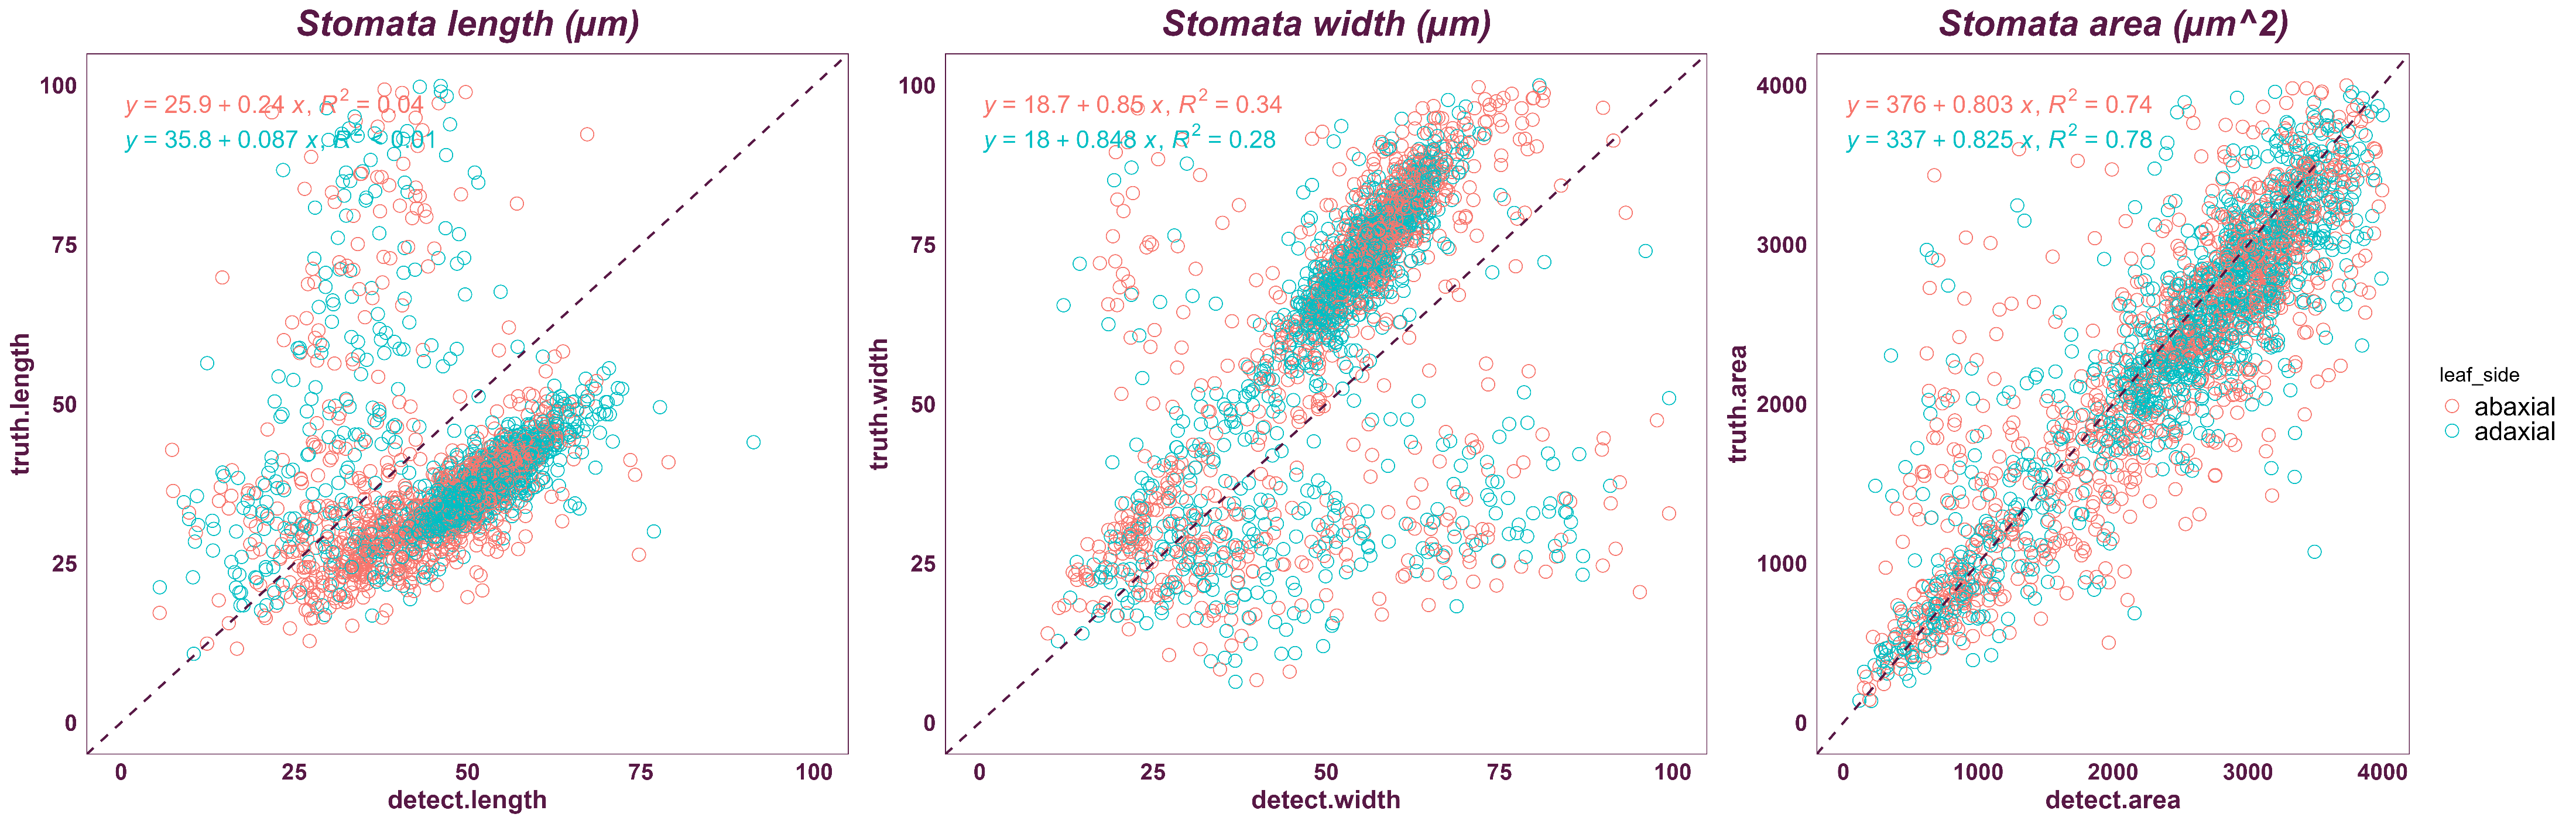 Stomata length (µm)
y = 25.9 + 0.24 x, R² = 0.04
y = 35.8 + 0.087 x, R² < 0.01
truth.length
100
75
50
25
0
0 25 50 75 100
detect.length
Stomata width (µm)
y = 18.7 + 0.85 x, R² = 0.34
y = 18 + 0.848 x, R² = 0.28
truth.width
100
75
50
25
0
0 25 50 75 100
detect.width
Stomata area (µm^2)
y = 376 + 0.803 x, R² = 0.74
y = 337 + 0.825 x, R² = 0.78
truth.area
4000
3000
2000
1000
0
0 1000 2000 3000 4000
detect.area
leaf_side
abaxial
adaxial